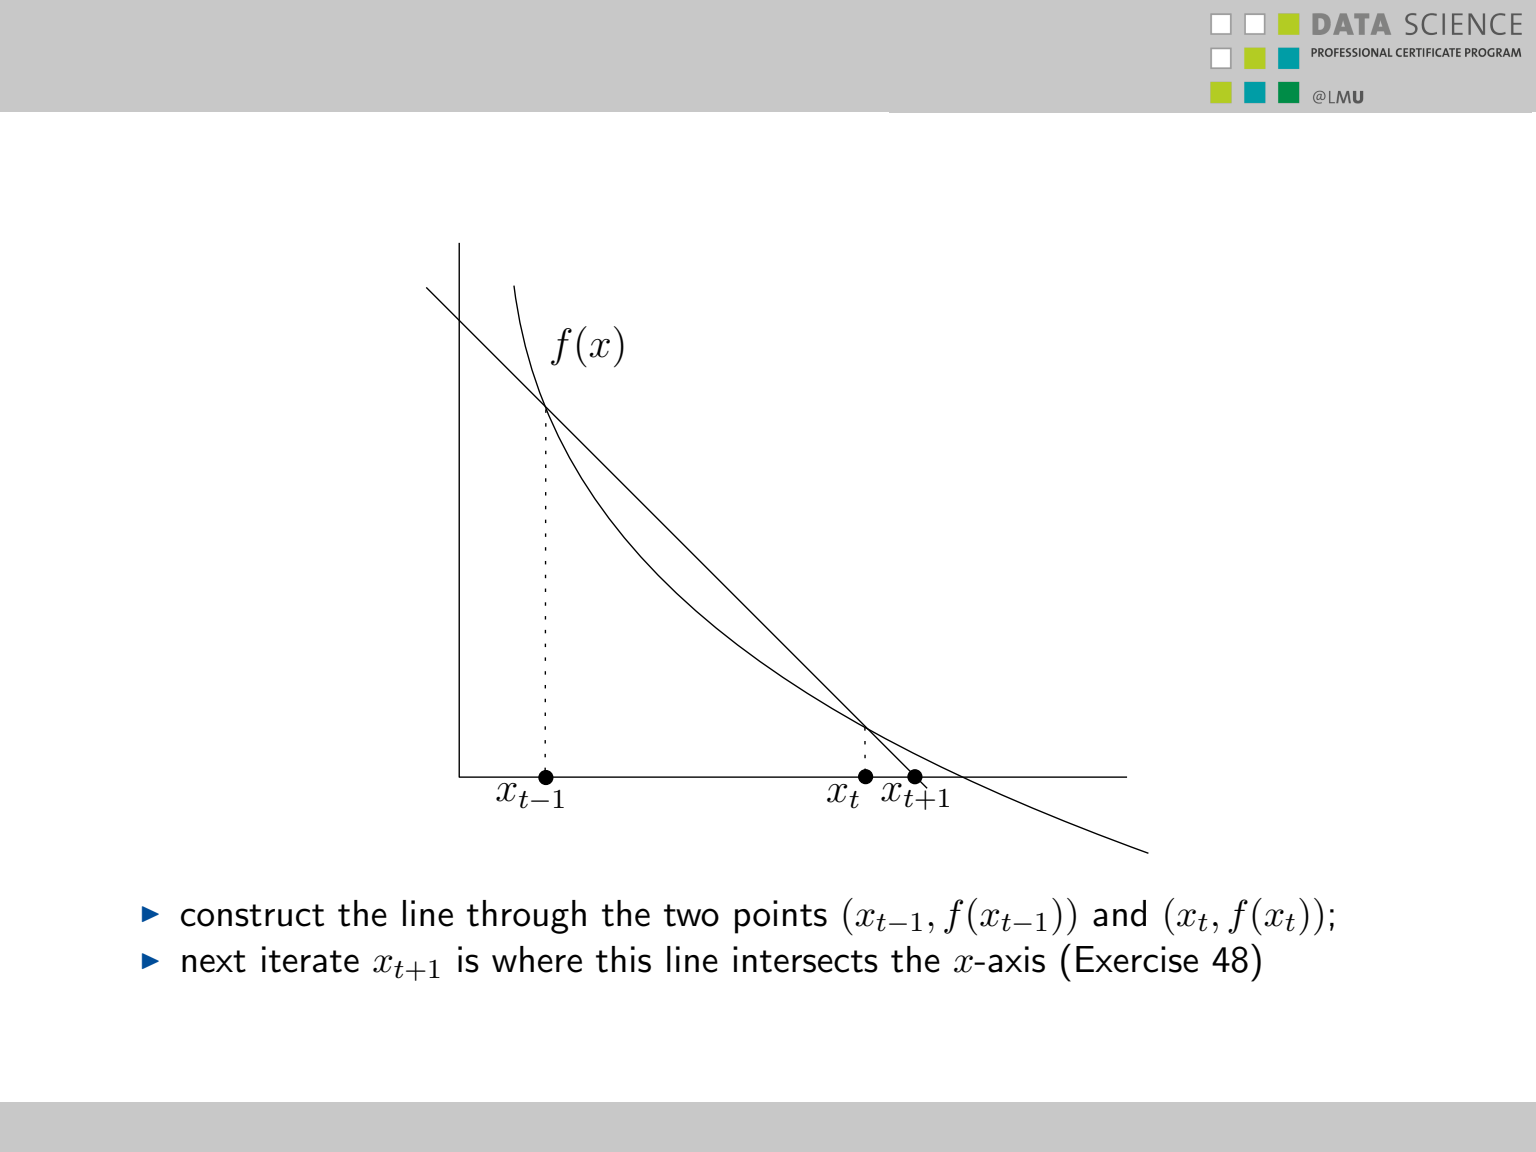 DATA SCIENCE
PROFESSIONAL CERTIFICATE PROGRAM
@LMU
f(x)
x_{t−1} x_t x_{t+1}
▶ construct the line through the two points (x_{t−1}, f(x_{t−1})) and (x_t, f(x_t));
▶ next iterate x_{t+1} is where this line intersects the x-axis (Exercise 48)